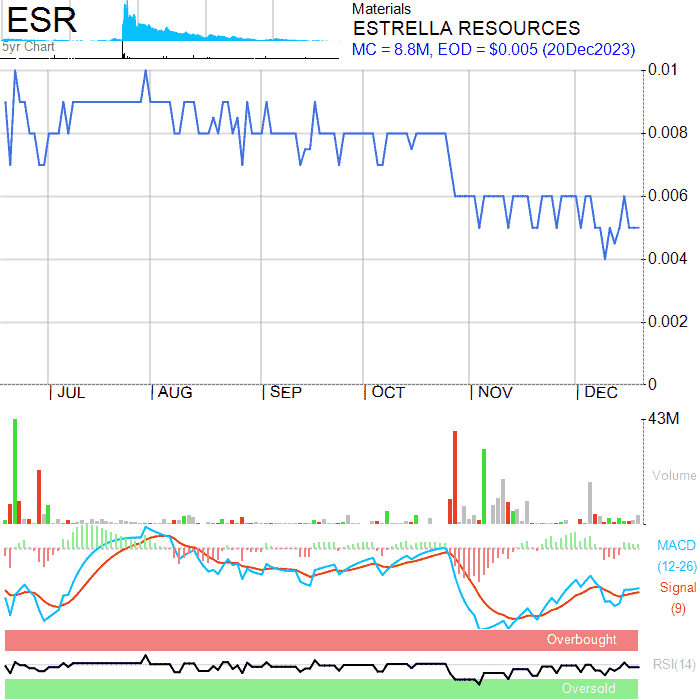 ESR
5yr Chart
Materials
ESTRELLA RESOURCES
MC = 8.8M, EOD = $0.005 (20Dec2023)
0.01
0.008
0.006
0.004
0.002
0
JUL AUG SEP OCT NOV DEC
43M
Volume
MACD
(12-26)
Signal
(9)
Overbought
RSI(14)
Oversold